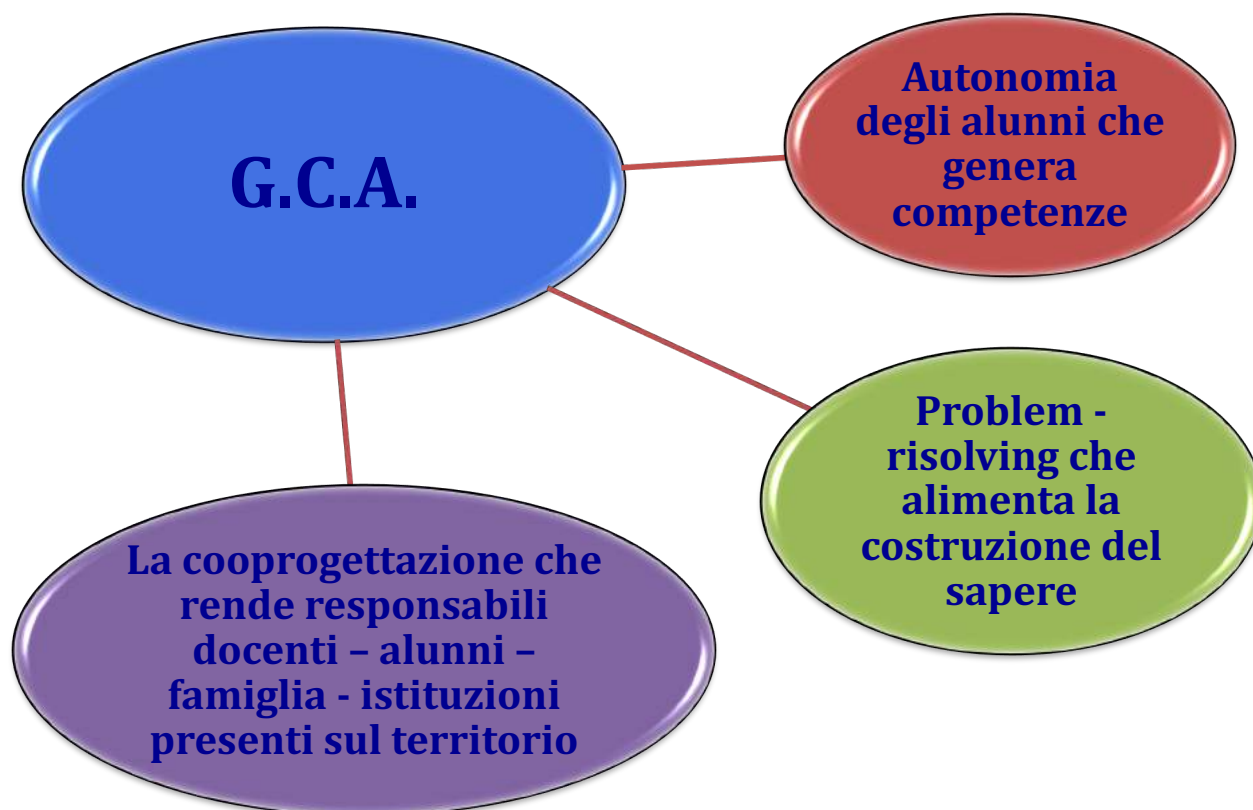 G.C.A.
Autonomia
degli alunni che
genera
competenze
Problem -
risolving che
alimenta la
costruzione del
sapere
La cooprogettazione che
rende responsabili
docenti – alunni –
famiglia - istituzioni
presenti sul territorio